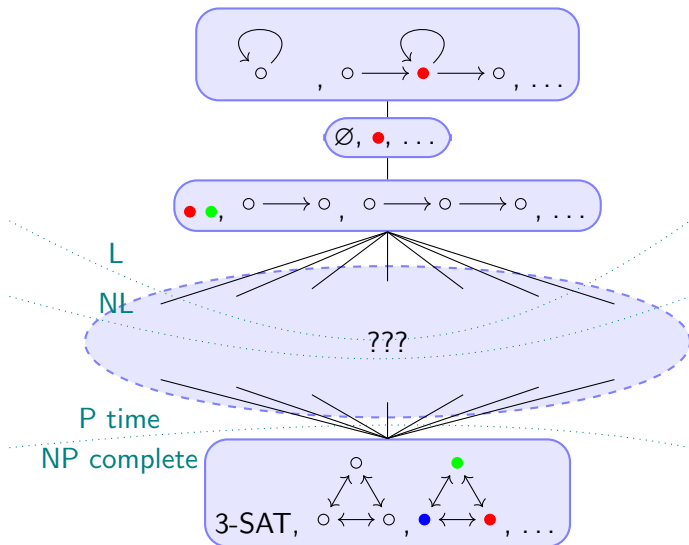 , , . . .
∅, , . . .
, , , . . .
L
NL
???
P time
NP complete
3-SAT, , , . . .